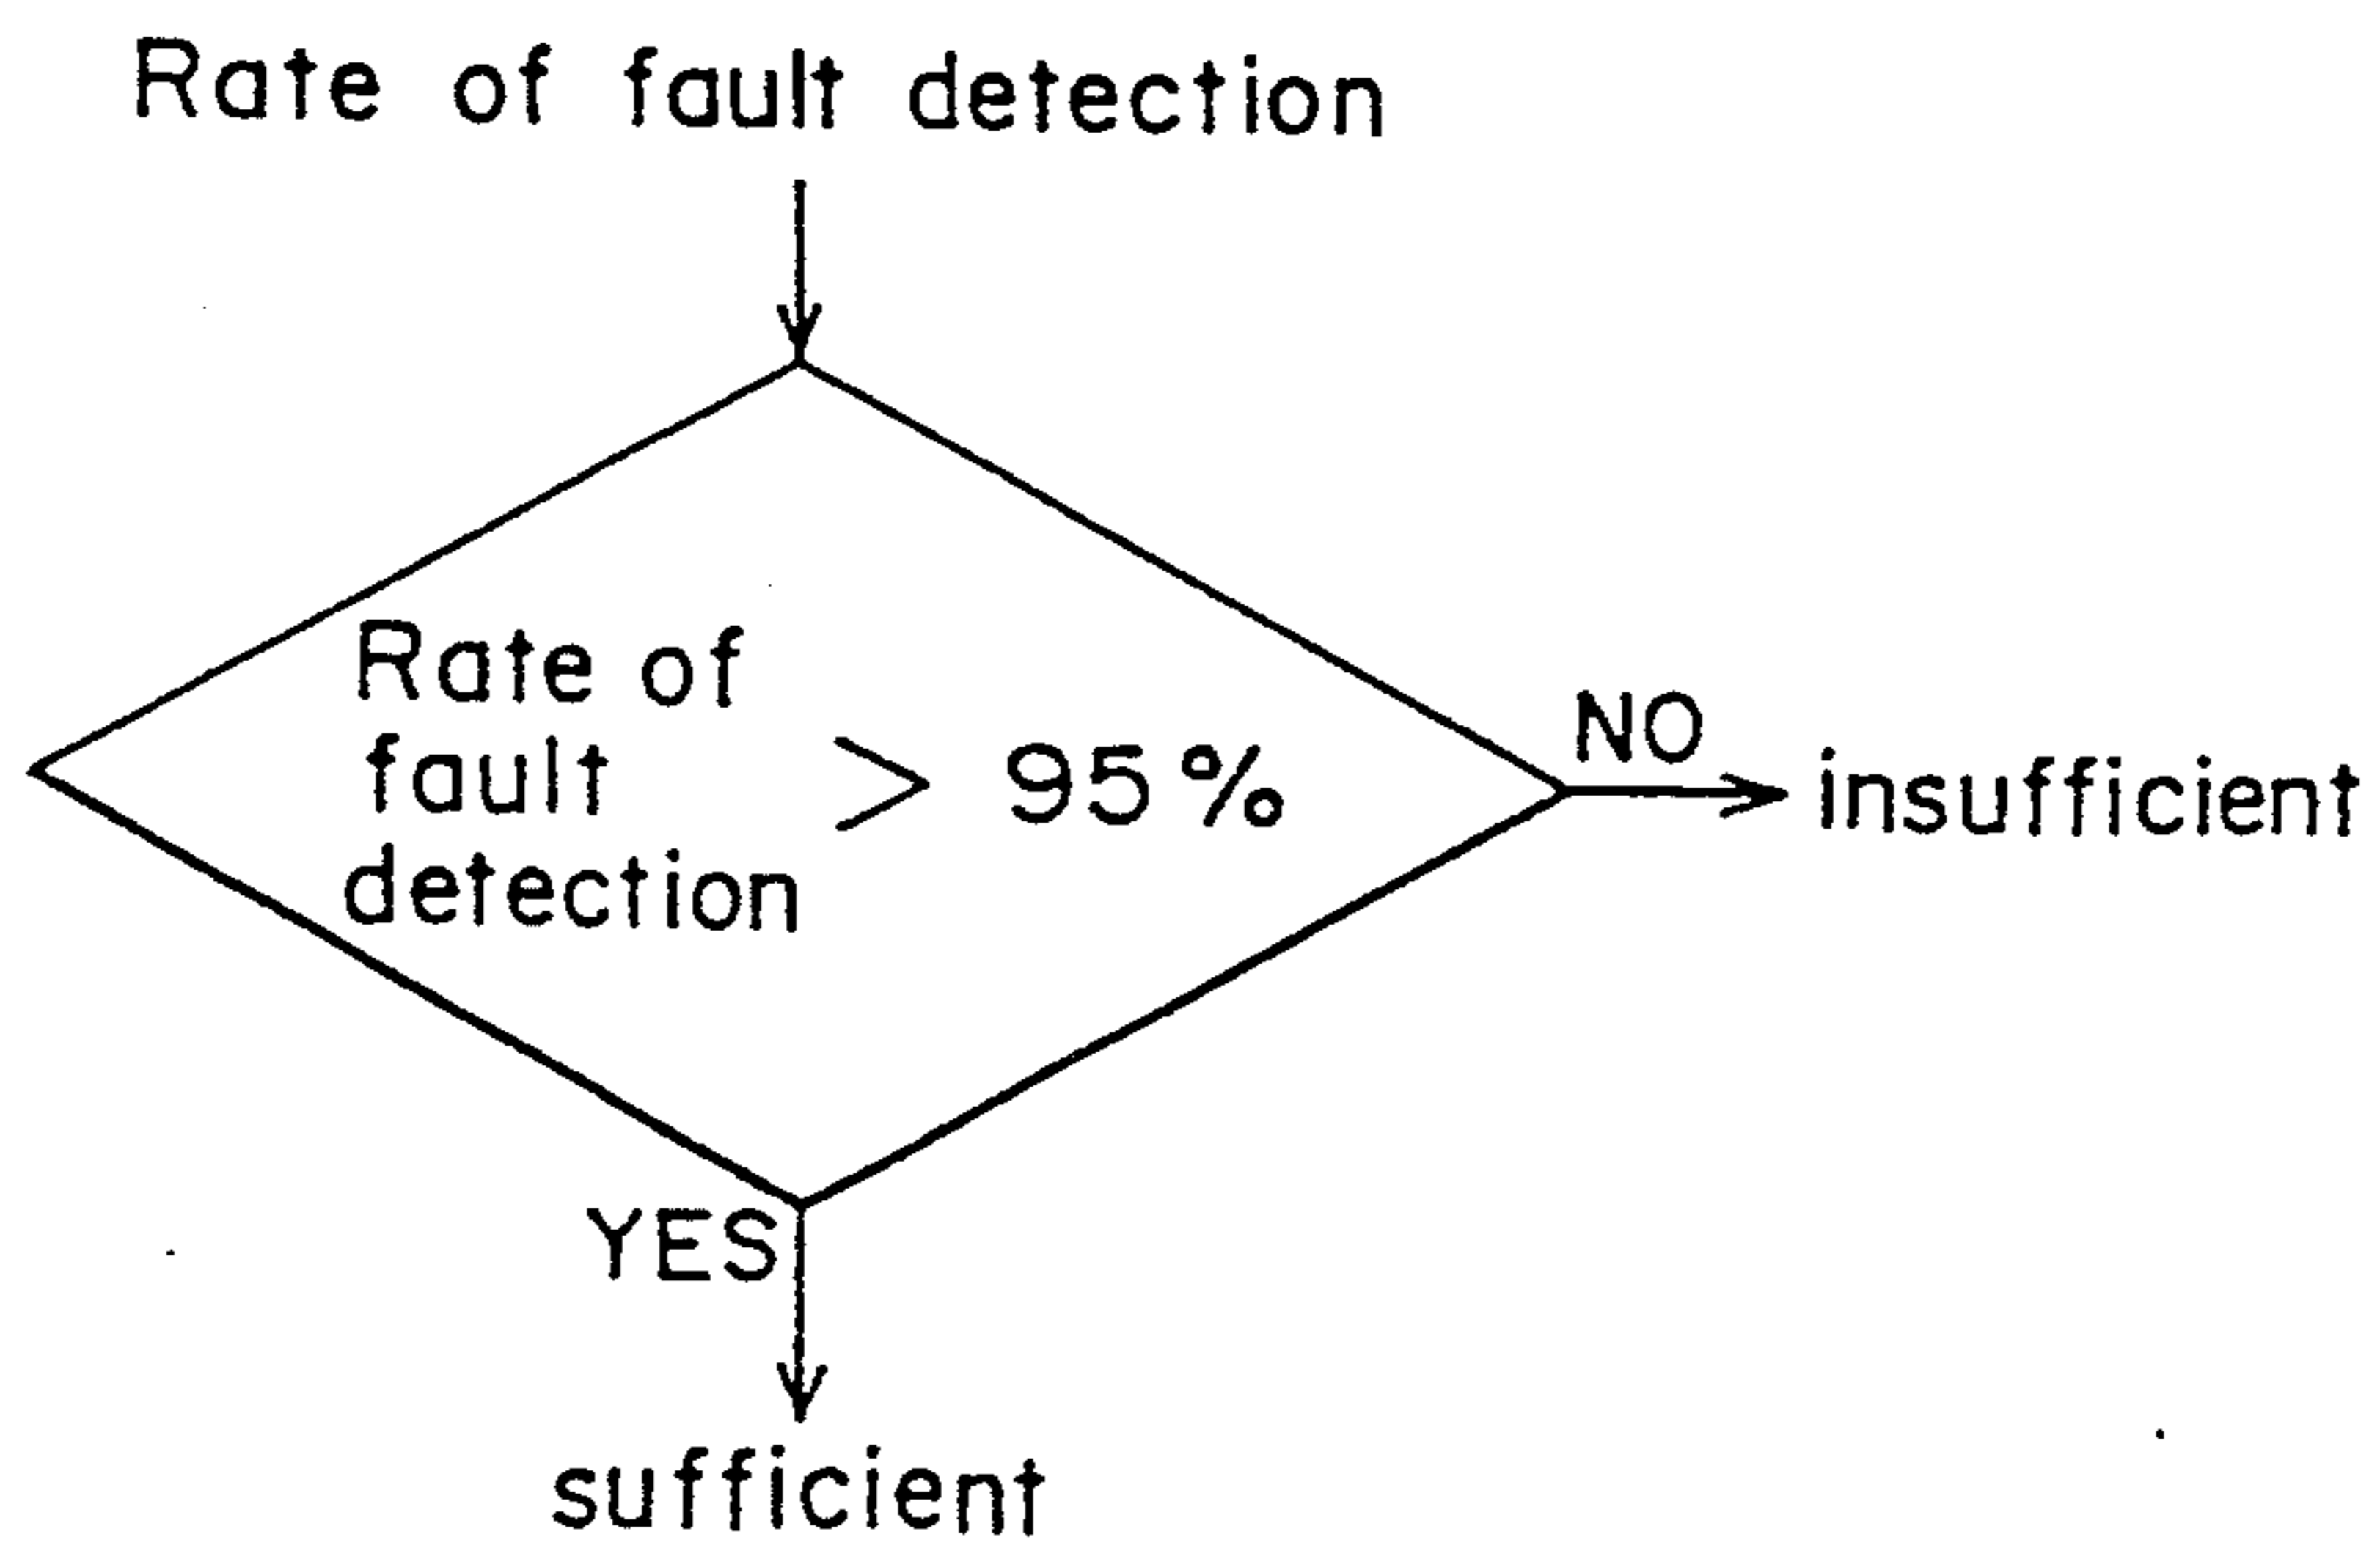 Rate of fault detection
Rate of
fault
detection
> 95%
NO
insufficient
YES
sufficient